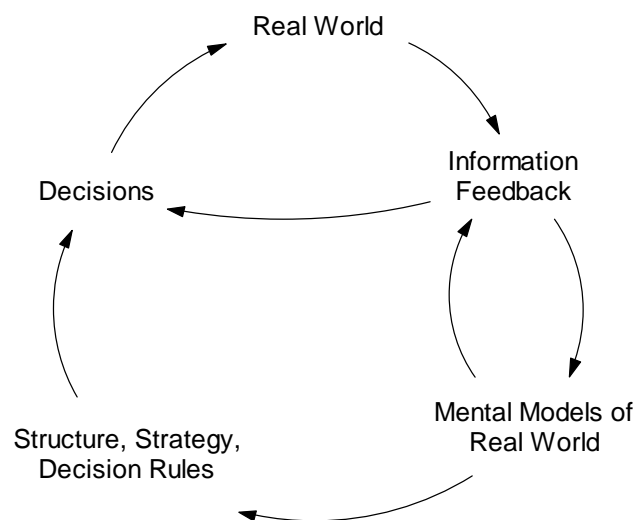 Real World
Information
Feedback
Decisions
Mental Models of
Real World
Structure, Strategy,
Decision Rules